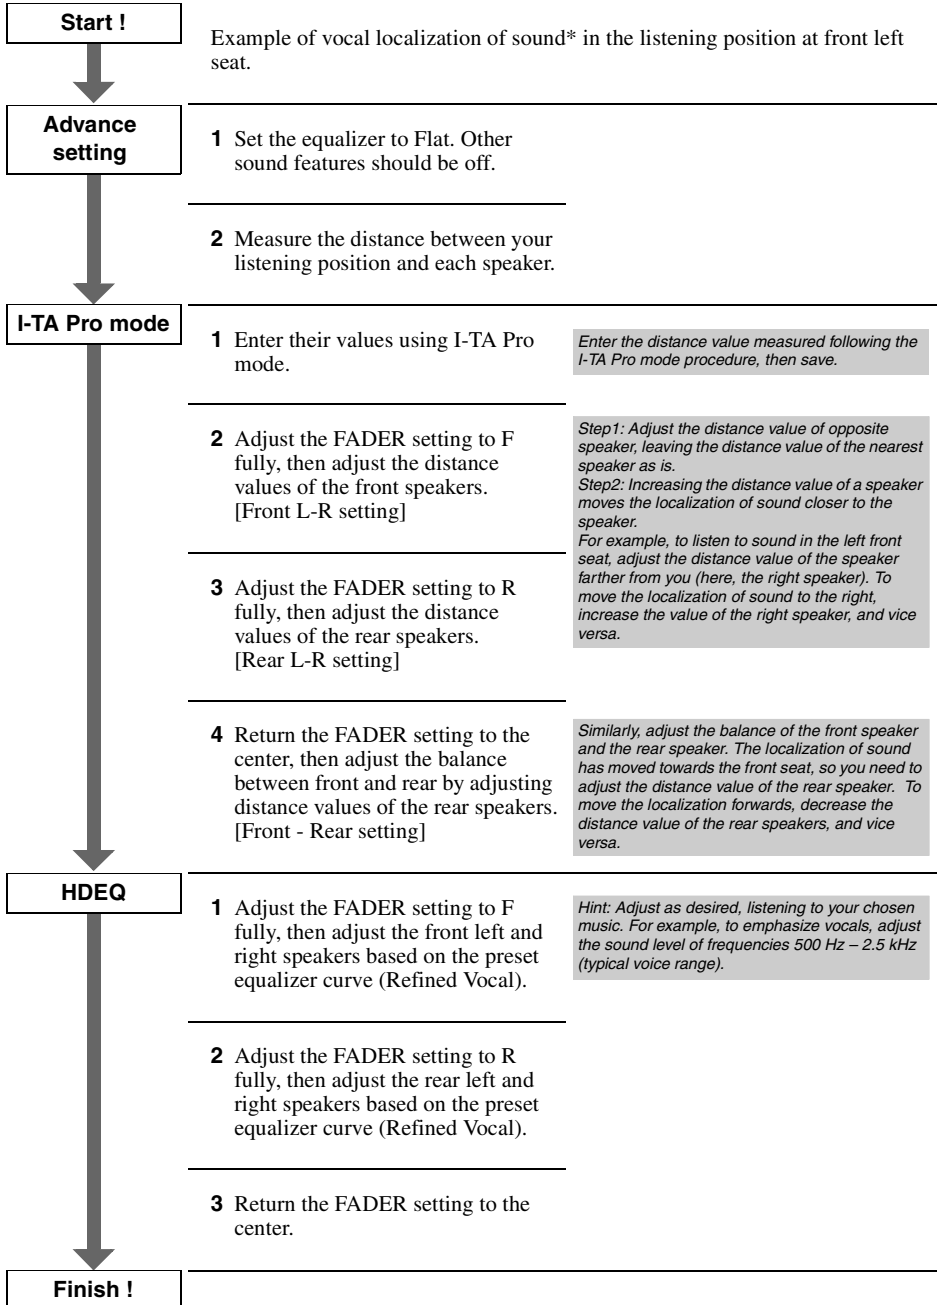 Start !
Example of vocal localization of sound* in the listening position at front left
seat.
Advance
setting
1 Set the equalizer to Flat. Other
sound features should be off.
2 Measure the distance between your
listening position and each speaker.
I-TA Pro mode
1 Enter their values using I-TA Pro
mode.
Enter the distance value measured following the
I-TA Pro mode procedure, then save.
2 Adjust the FADER setting to F
fully, then adjust the distance
values of the front speakers.
[Front L-R setting]
Step1: Adjust the distance value of opposite
speaker, leaving the distance value of the nearest
speaker as is.
Step2: Increasing the distance value of a speaker
moves the localization of sound closer to the
speaker.
For example, to listen to sound in the left front
seat, adjust the distance value of the speaker
farther from you (here, the right speaker). To
move the localization of sound to the right,
increase the value of the right speaker, and vice
versa.
3 Adjust the FADER setting to R
fully, then adjust the distance
values of the rear speakers.
[Rear L-R setting]
4 Return the FADER setting to the
center, then adjust the balance
between front and rear by adjusting
distance values of the rear speakers.
[Front - Rear setting]
Similarly, adjust the balance of the front speaker
and the rear speaker. The localization of sound
has moved towards the front seat, so you need to
adjust the distance value of the rear speaker. To
move the localization forwards, decrease the
distance value of the rear speakers, and vice
versa.
HDEQ
1 Adjust the FADER setting to F
fully, then adjust the front left and
right speakers based on the preset
equalizer curve (Refined Vocal).
Hint: Adjust as desired, listening to your chosen
music. For example, to emphasize vocals, adjust
the sound level of frequencies 500 Hz – 2.5 kHz
(typical voice range).
2 Adjust the FADER setting to R
fully, then adjust the rear left and
right speakers based on the preset
equalizer curve (Refined Vocal).
3 Return the FADER setting to the
center.
Finish !